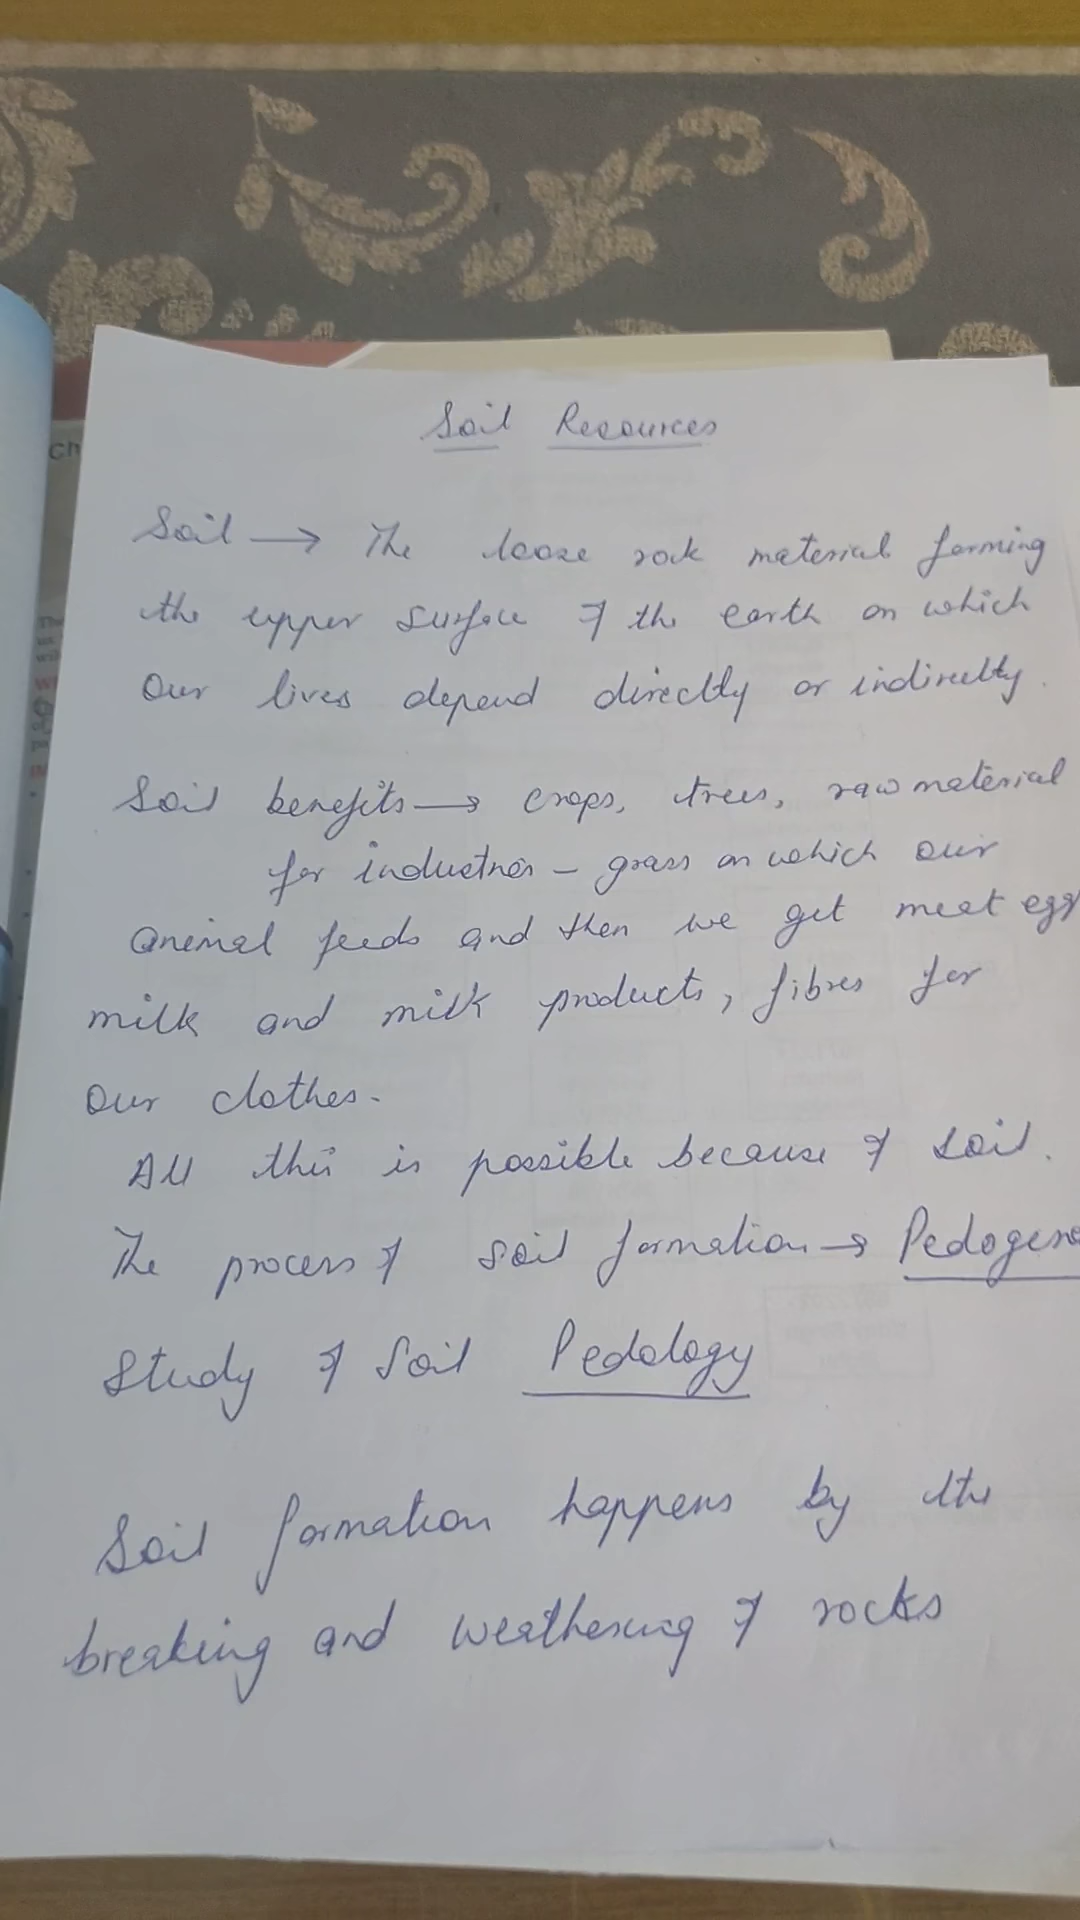 Soil Resources
Soil → The loose rock material forming
the upper surface of the earth on which
our lives depend directly or indirectly.
Soil benefits → crops, trees, raw material
for industries – grass on which our
animal feeds and then we get meat egg
milk and milk products, fibres for
our clothes.
All this is possible because of soil.
The process of soil formation →
Study of Soil Pedology
Soil formation happens by the
breaking and weathering of rocks
Ch